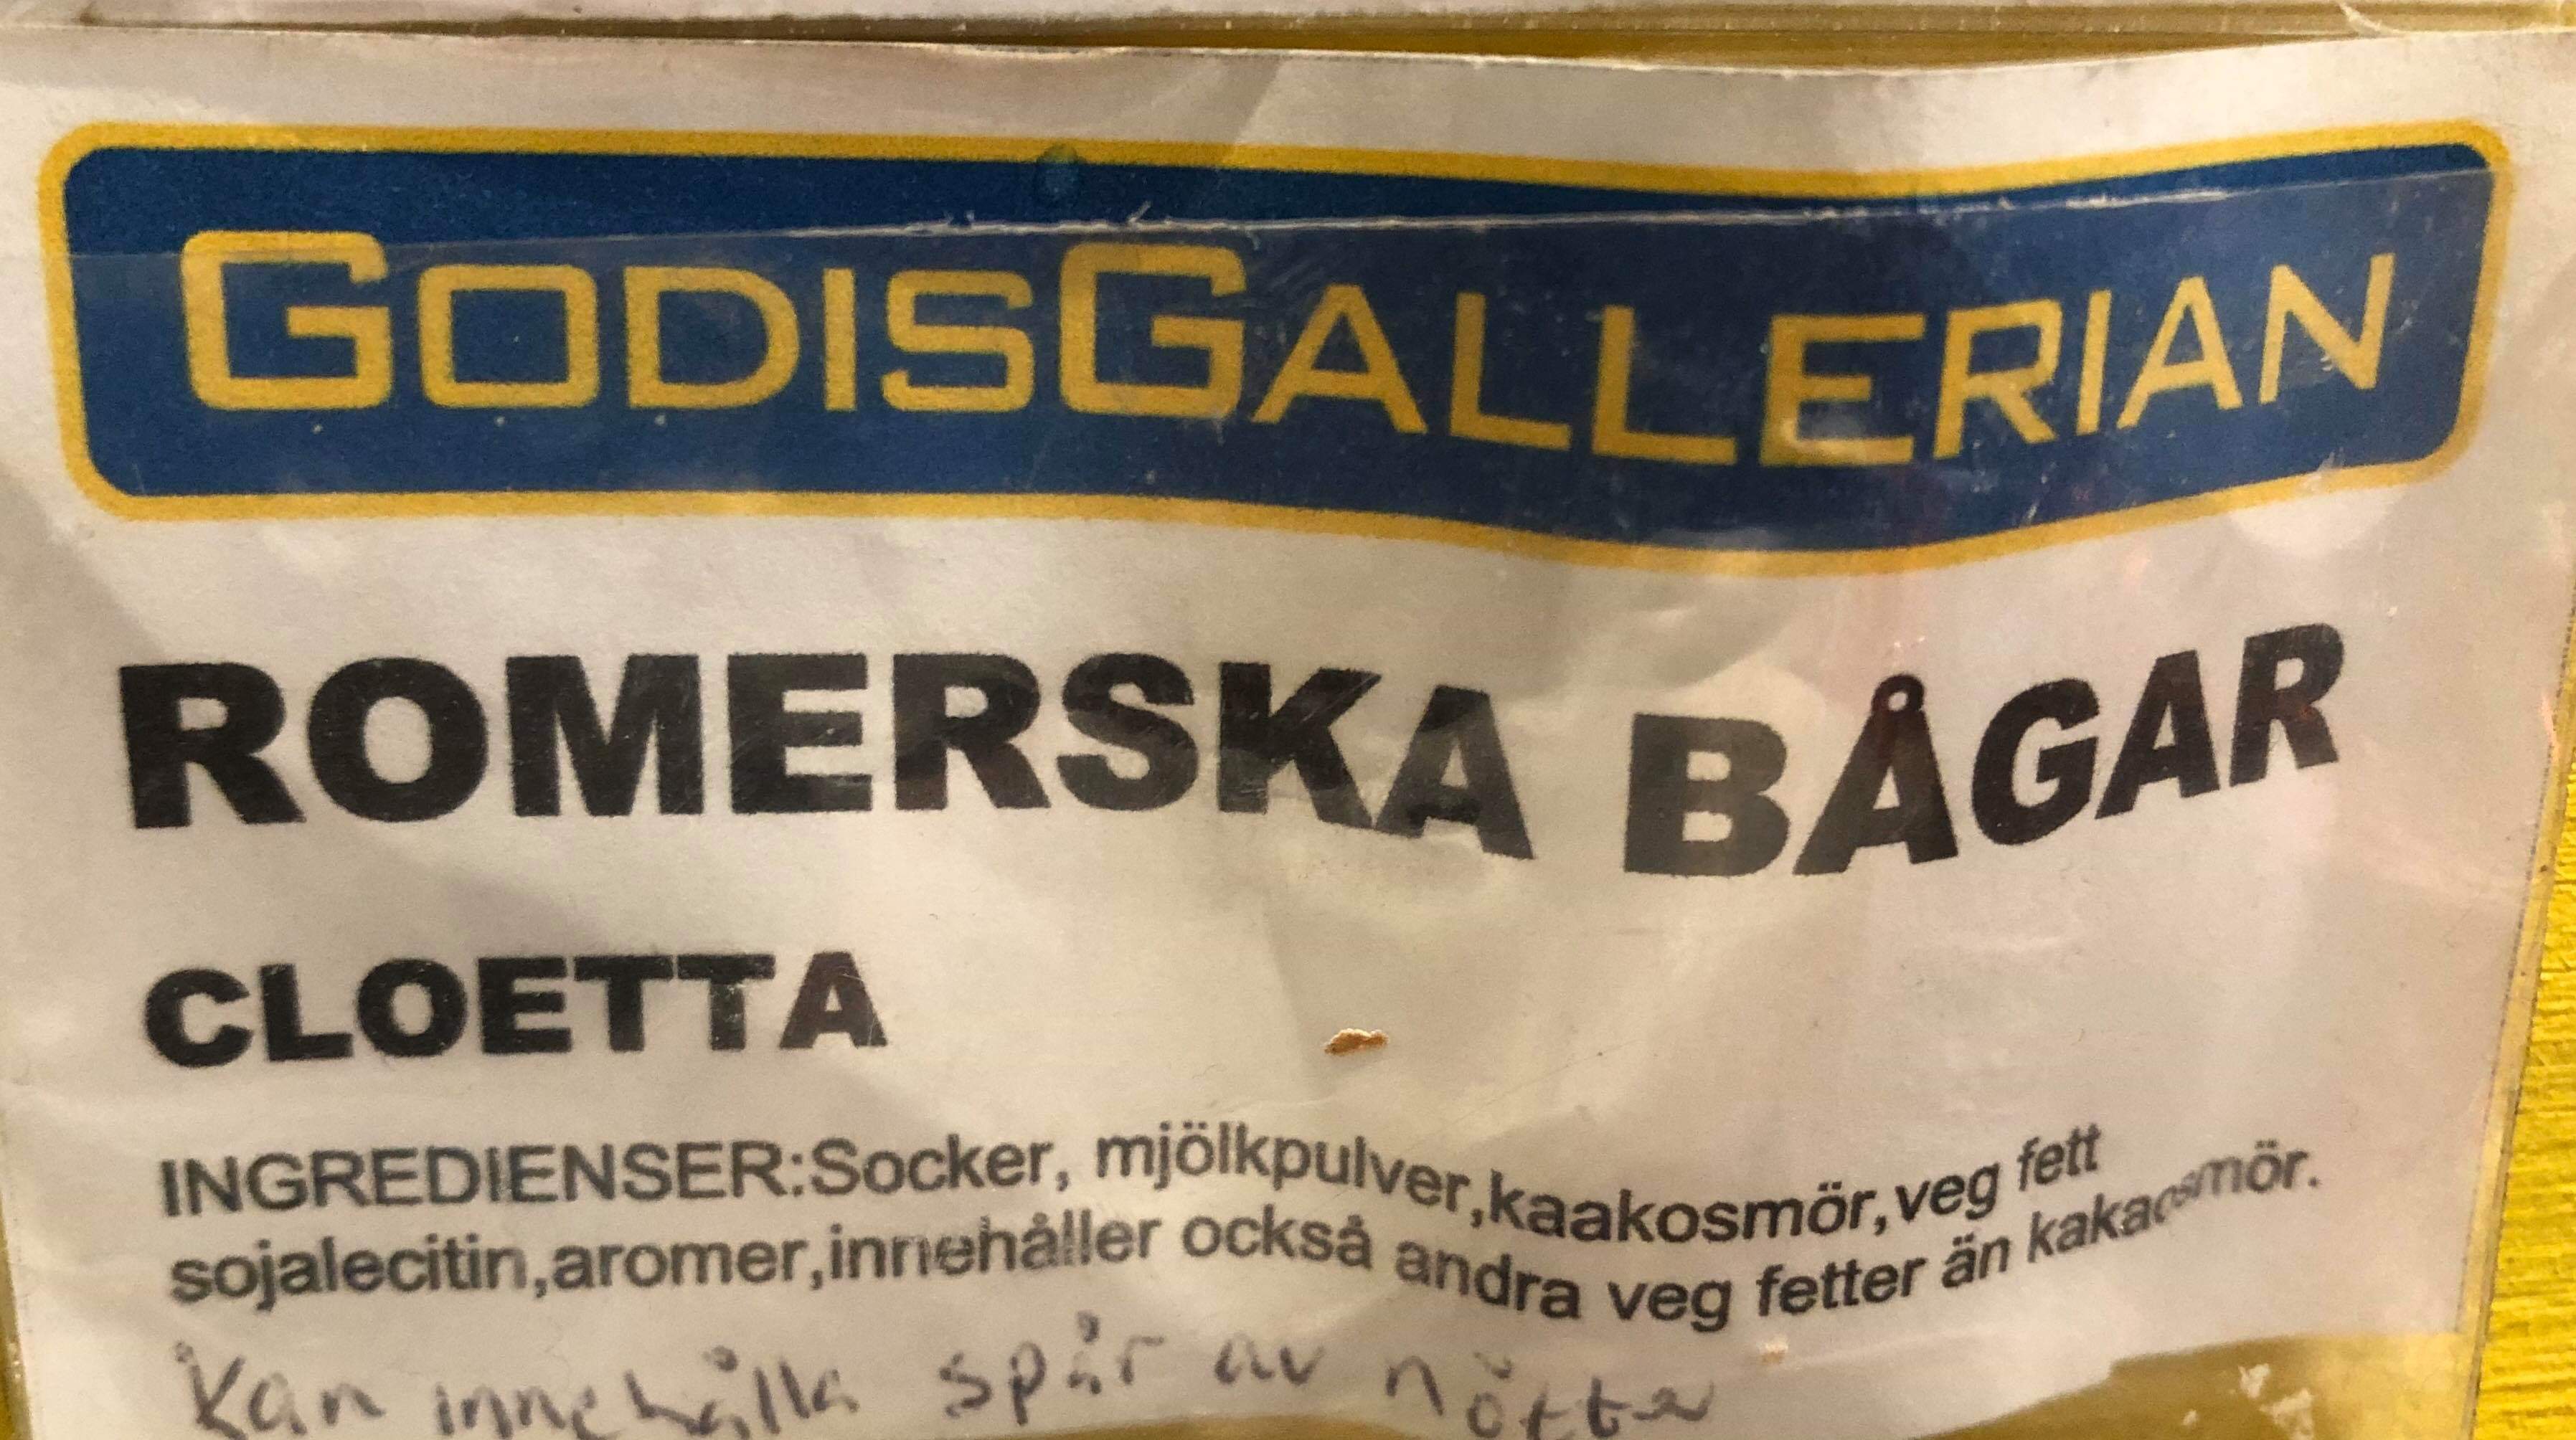 GODISGALLERIAN
ROMERSKA BÅGAR
CLOETTA
INGREDIENSER:Socker, mjölkpulver,kaakosmör,veg fett
sojalecitin,aromer,innehåller också andra veg fetter än kakaosmör.
Kan innehålla spår av nötter